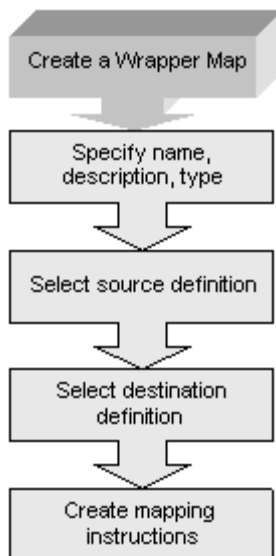 Create a Wrapper Map
Specify name,
description, type
Select source definition
Select destination
definition
Create mapping
instructions